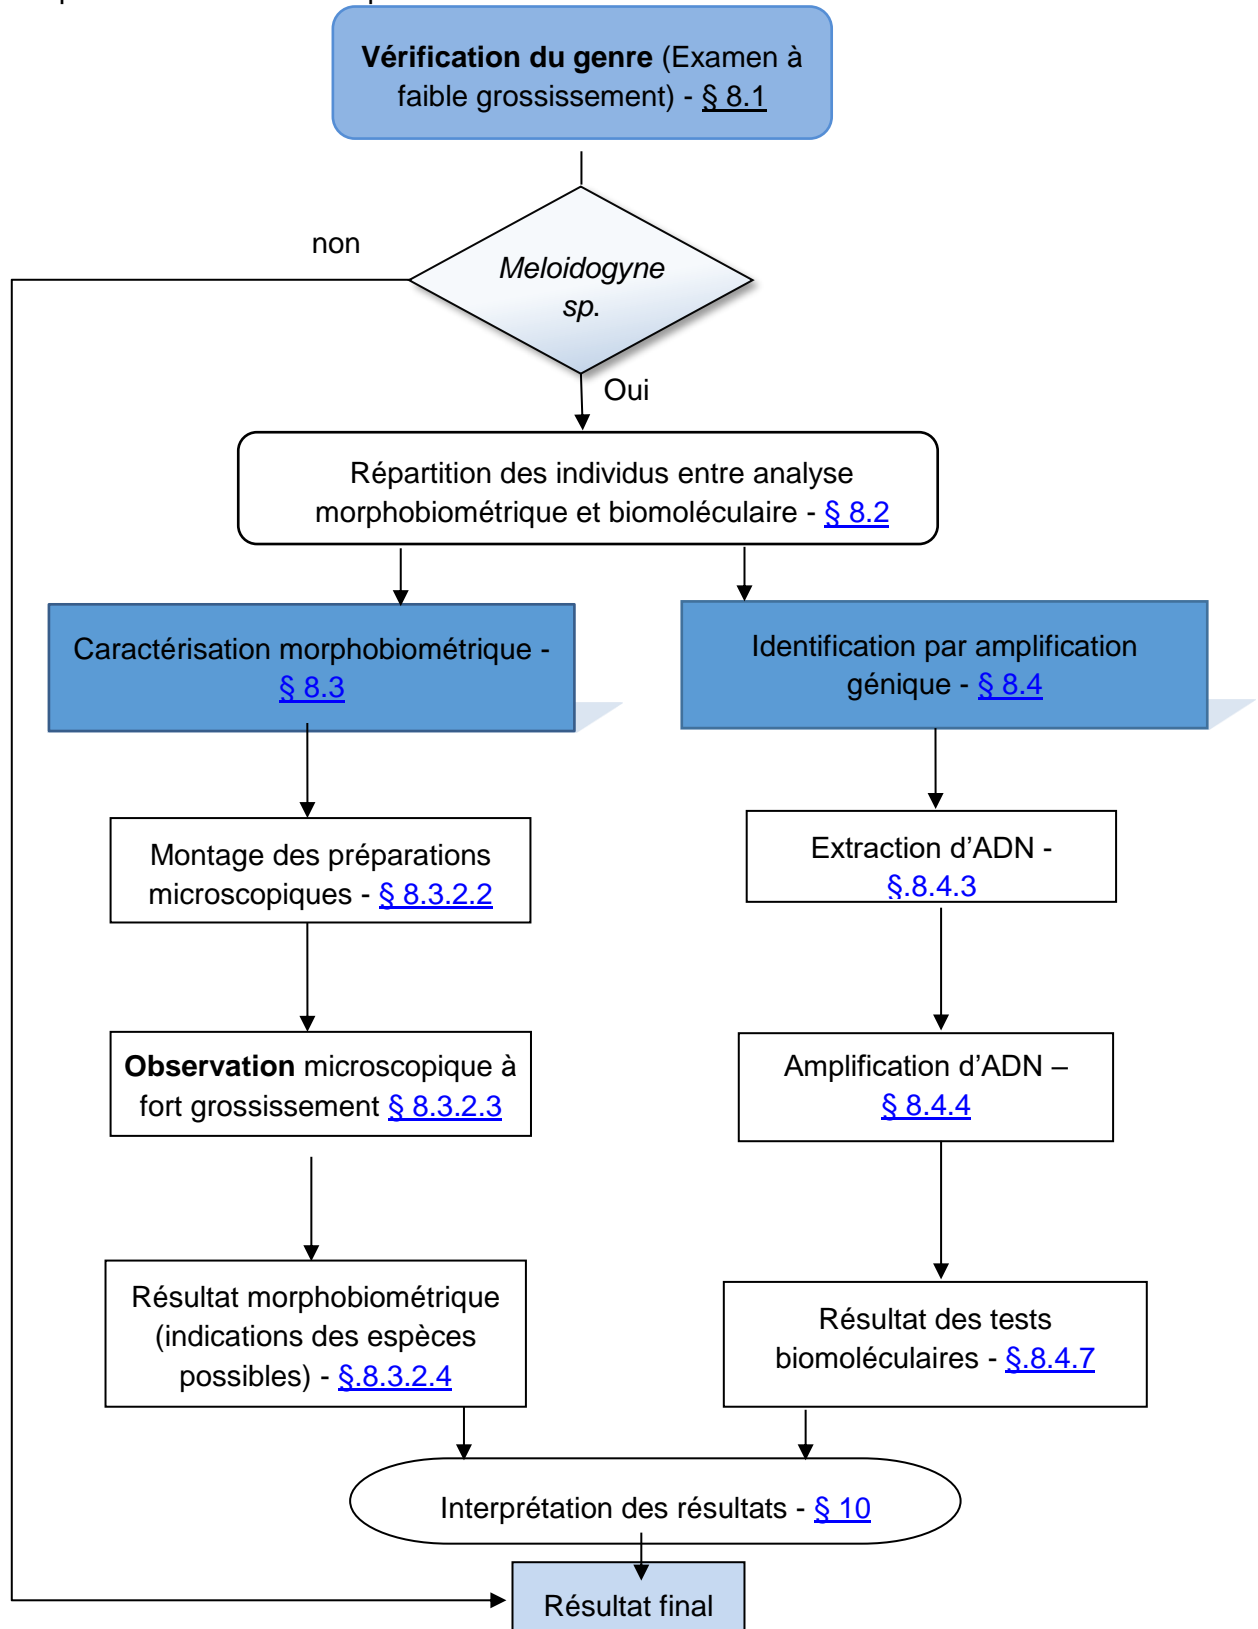 Vérification du genre (Examen à
faible grossissement) - § 8.1
non
Meloidogyne
sp.
Oui
Répartition des individus entre analyse
morphobiométrique et biomoléculaire - § 8.2
Caractérisation morphobiométrique -
§ 8.3
Identification par amplification
génique - § 8.4
Montage des préparations
microscopiques - § 8.3.2.2
Extraction d’ADN -
§.8.4.3
Observation microscopique à
fort grossissement § 8.3.2.3
Amplification d’ADN –
§ 8.4.4
Résultat morphobiométrique
(indications des espèces
possibles) - §.8.3.2.4
Résultat des tests
biomoléculaires - §.8.4.7
Interprétation des résultats - § 10
Résultat final